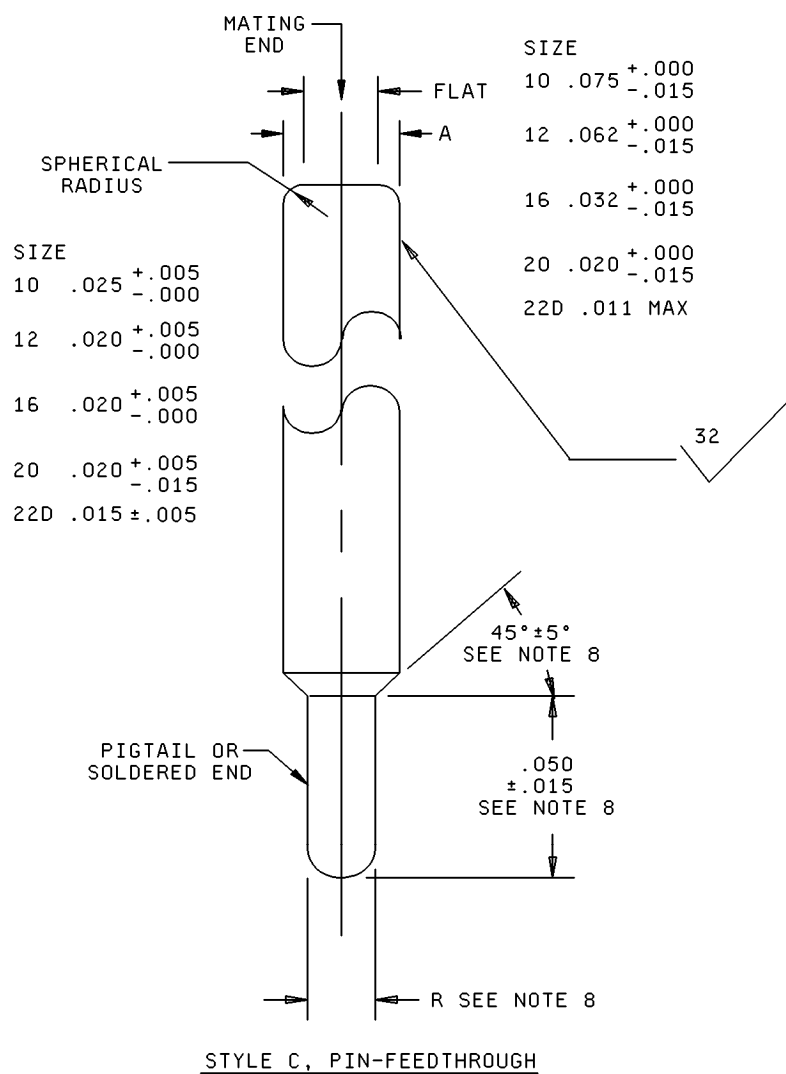 MATING
END
FLAT
A
SIZE
10 .075 +.000
-.015
12 .062 +.000
-.015
16 .032 +.000
-.015
20 .020 +.000
-.015
22D .011 MAX
SPHERICAL
RADIUS
SIZE
10 .025 +.005
-.000
12 .020 +.005
-.000
16 .020 +.005
-.000
20 .020 +.005
-.015
22D .015 ±.005
32
45°±5°
SEE NOTE 8
PIGTAIL OR
SOLDERED END
.050
±.015
SEE NOTE 8
R SEE NOTE 8
STYLE C, PIN-FEEDTHROUGH